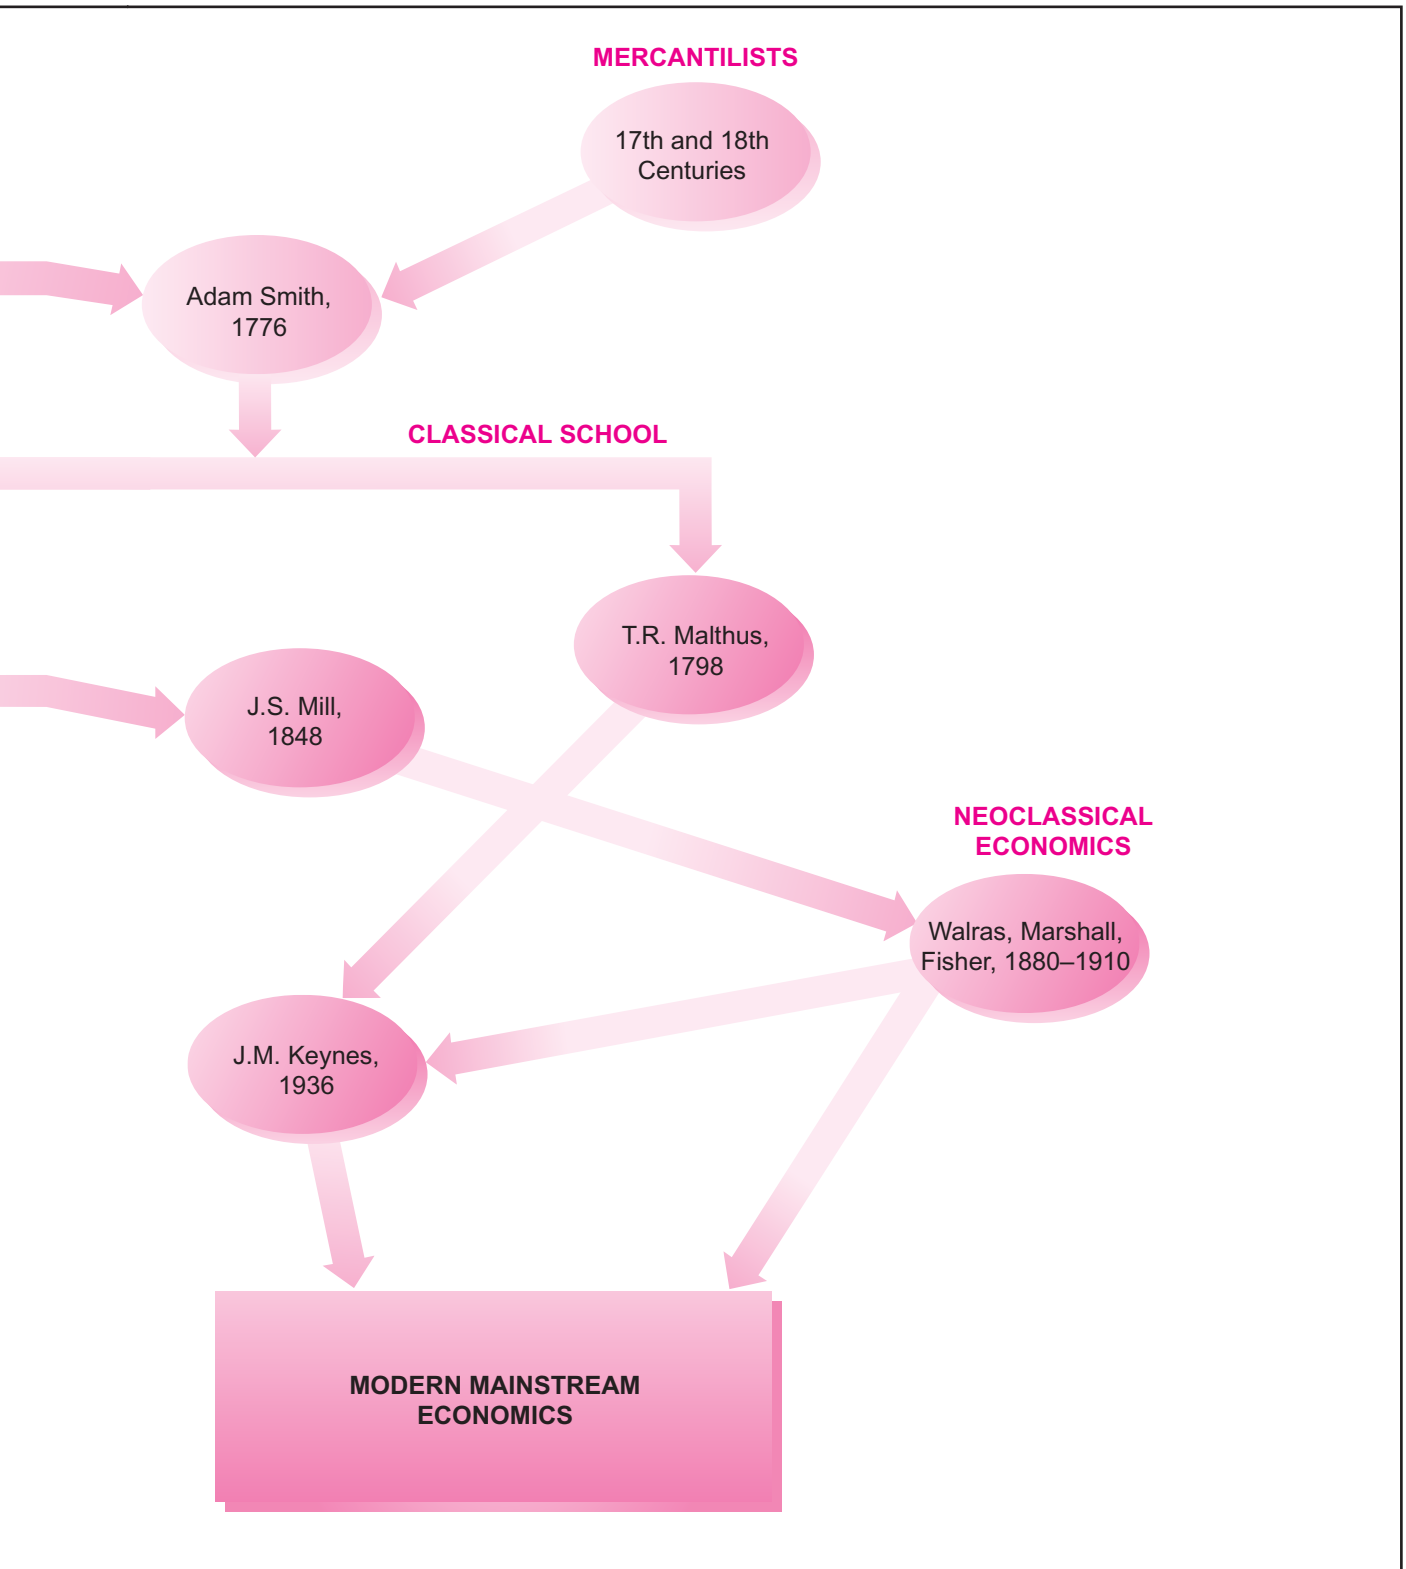 MERCANTILISTS
17th and 18th
Centuries
Adam Smith,
1776
CLASSICAL SCHOOL
T.R. Malthus,
1798
J.S. Mill,
1848
NEOCLASSICAL
ECONOMICS
Walras, Marshall,
Fisher, 1880–1910
J.M. Keynes,
1936
MODERN MAINSTREAM
ECONOMICS